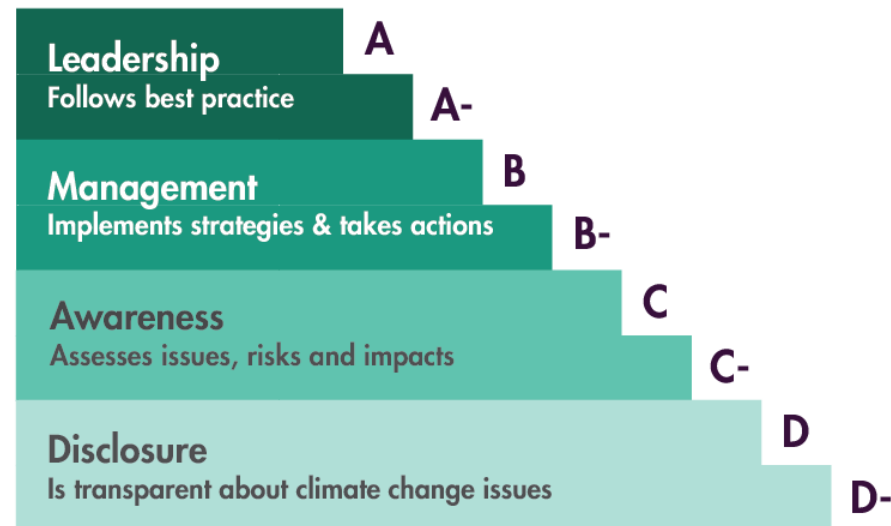 Leadership
A
Follows best practice
A-
Management
B
Implements strategies & takes actions
B-
Awareness
C
Assesses issues, risks and impacts
C-
Disclosure
D
Is transparent about climate change issues
D-